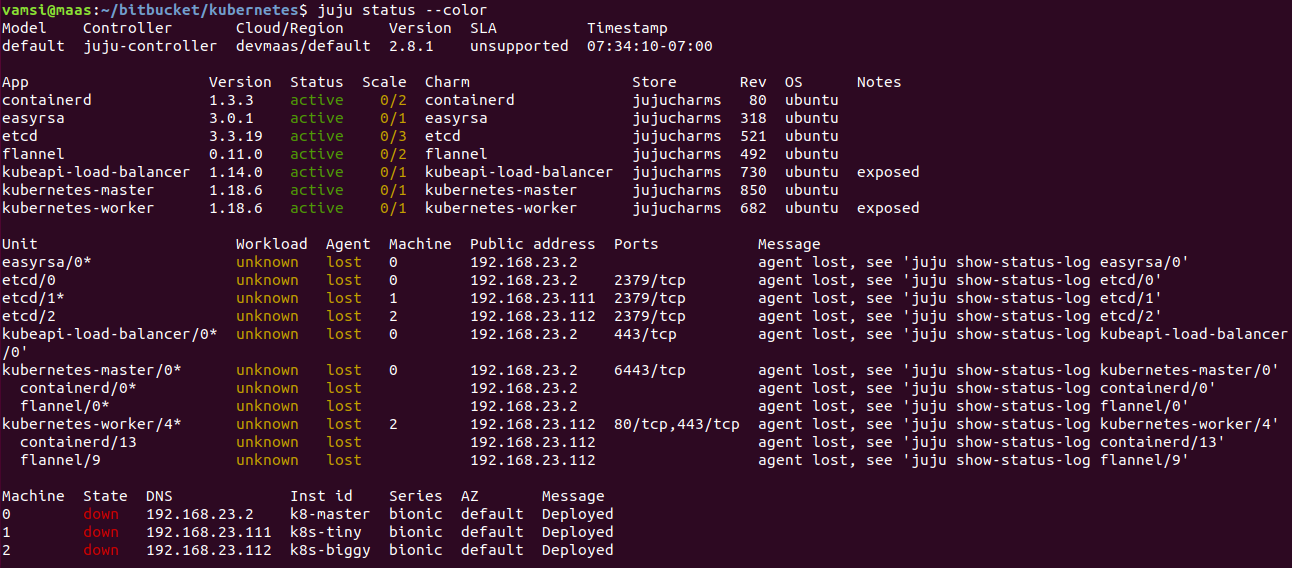 vamsi@maas:~/bitbucket/kubernetes$ juju status --color
Model    Controller       Cloud/Region     Version  SLA          Timestamp
default  juju-controller  devmaas/default  2.8.1    unsupported  07:34:10-07:00

App                    Version  Status  Scale  Charm                  Store       Rev  OS      Notes
containerd             1.3.3    active    0/2  containerd             jujucharms   80  ubuntu
easyrsa                3.0.1    active    0/1  easyrsa                jujucharms  318  ubuntu
etcd                   3.3.19   active    0/3  etcd                   jujucharms  521  ubuntu
flannel                0.11.0   active    0/2  flannel                jujucharms  492  ubuntu
kubeapi-load-balancer  1.14.0   active    0/1  kubeapi-load-balancer  jujucharms  730  ubuntu  exposed
kubernetes-master      1.18.6   active    0/1  kubernetes-master      jujucharms  850  ubuntu
kubernetes-worker      1.18.6   active    0/1  kubernetes-worker      jujucharms  682  ubuntu  exposed

Unit                      Workload  Agent  Machine  Public address  Ports           Message
easyrsa/0*                unknown   lost   0        192.168.23.2                    agent lost, see 'juju show-status-log easyrsa/0'
etcd/0                    unknown   lost   0        192.168.23.2    2379/tcp        agent lost, see 'juju show-status-log etcd/0'
etcd/1*                   unknown   lost   1        192.168.23.111  2379/tcp        agent lost, see 'juju show-status-log etcd/1'
etcd/2                    unknown   lost   2        192.168.23.112  2379/tcp        agent lost, see 'juju show-status-log etcd/2'
kubeapi-load-balancer/0*  unknown   lost   0        192.168.23.2    443/tcp         agent lost, see 'juju show-status-log kubeapi-load-balancer
/0'
kubernetes-master/0*      unknown   lost   0        192.168.23.2    6443/tcp        agent lost, see 'juju show-status-log kubernetes-master/0'
  containerd/0*           unknown   lost            192.168.23.2                    agent lost, see 'juju show-status-log containerd/0'
  flannel/0*              unknown   lost            192.168.23.2                    agent lost, see 'juju show-status-log flannel/0'
kubernetes-worker/4*      unknown   lost   2        192.168.23.112  80/tcp,443/tcp  agent lost, see 'juju show-status-log kubernetes-worker/4'
  containerd/13           unknown   lost            192.168.23.112                  agent lost, see 'juju show-status-log containerd/13'
  flannel/9               unknown   lost            192.168.23.112                  agent lost, see 'juju show-status-log flannel/9'

Machine  State  DNS             Inst id    Series  AZ       Message
0        down   192.168.23.2    k8-master  bionic  default  Deployed
1        down   192.168.23.111  k8s-tiny   bionic  default  Deployed
2        down   192.168.23.112  k8s-biggy  bionic  default  Deployed